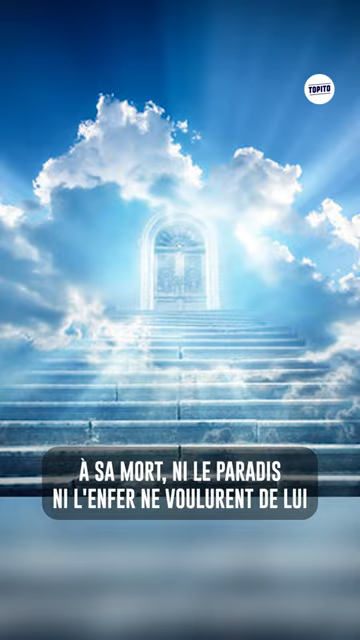 TOPITO
À SA MORT, NI LE PARADIS
NI L'ENFER NE VOULURENT DE LUI